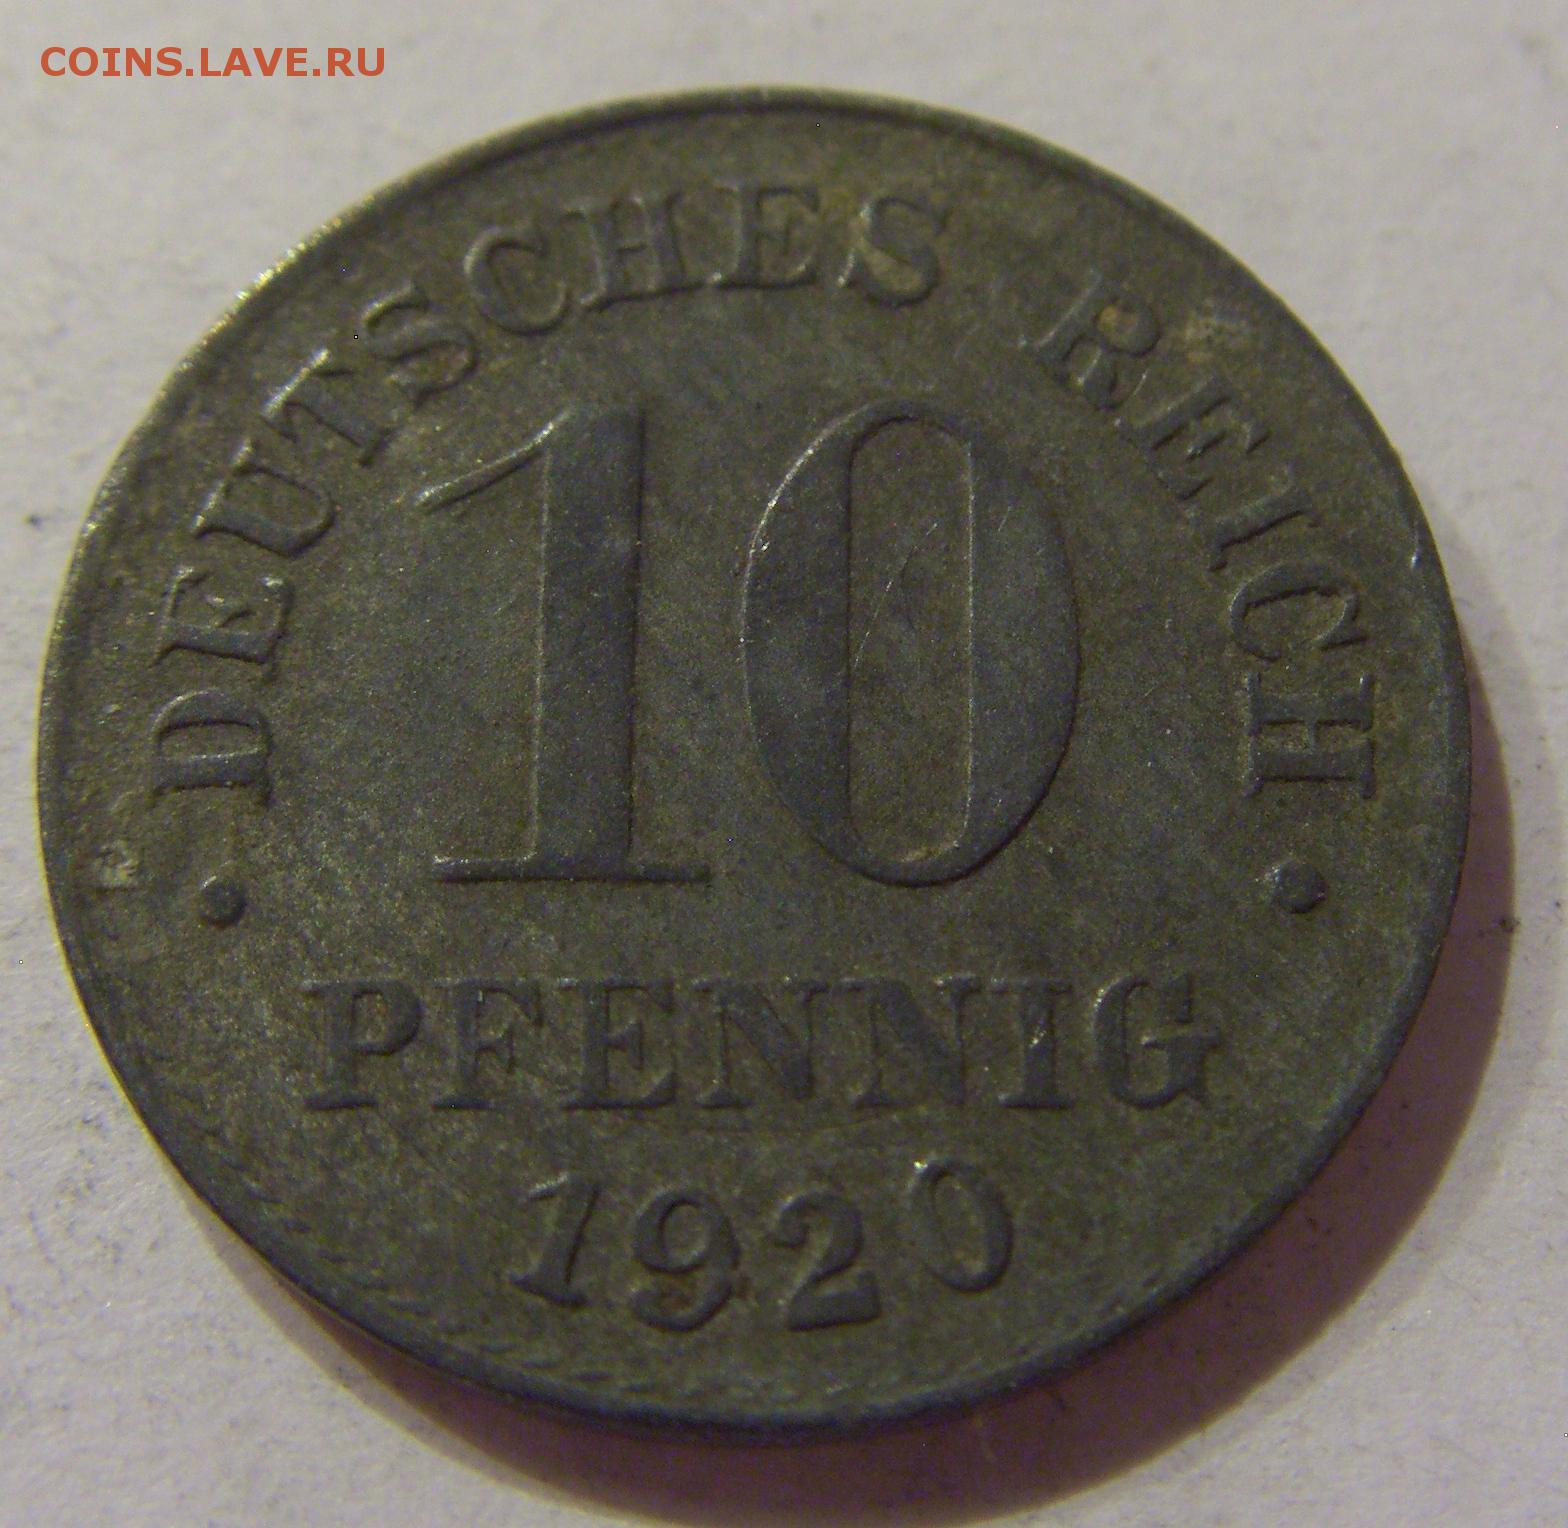 COINS.LAVE.RU
· DEUTSCHES REICH ·
10
PFENNIG
1920